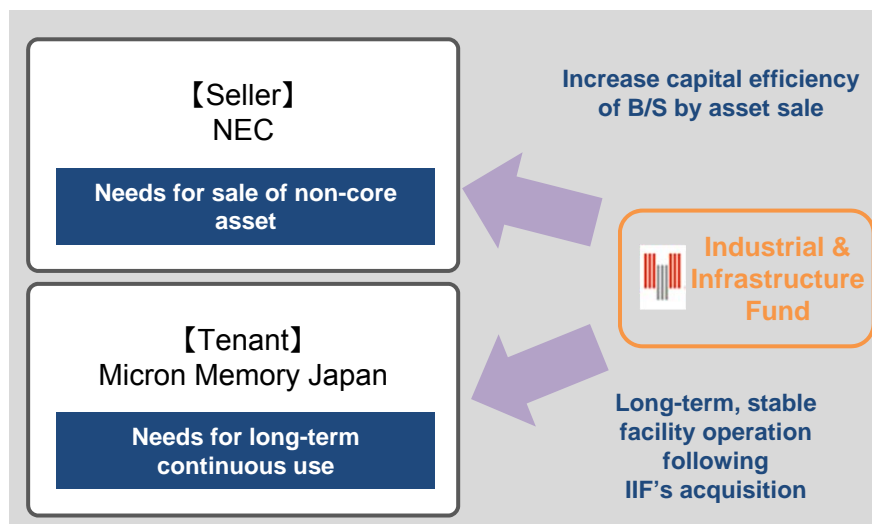 【Seller】
NEC
Needs for sale of non-core
asset
Increase capital efficiency
of B/S by asset sale
Industrial &
Infrastructure
Fund
【Tenant】
Micron Memory Japan
Needs for long-term
continuous use
Long-term, stable
facility operation
following
IIF's acquisition